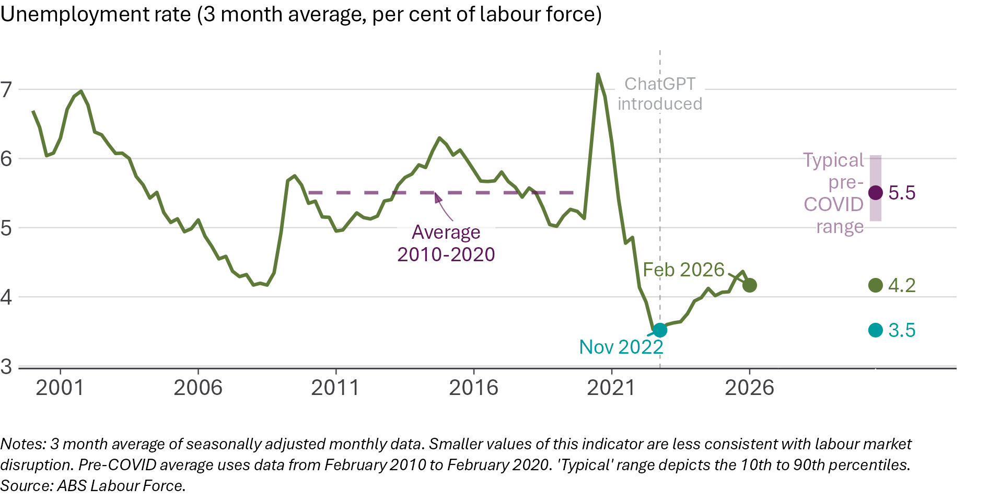 Unemployment rate (3 month average, per cent of labour force)
7
6
5
4
3
ChatGPT
introduced
Average
2010-2020
Feb 2026
Nov 2022
Typical
pre-
COVID
range
5.5
4.2
3.5
2001
2006
2011
2016
2021
2026
Notes: 3 month average of seasonally adjusted monthly data. Smaller values of this indicator are less consistent with labour market
disruption. Pre-COVID average uses data from February 2010 to February 2020. 'Typical' range depicts the 10th to 90th percentiles.
Source: ABS Labour Force.